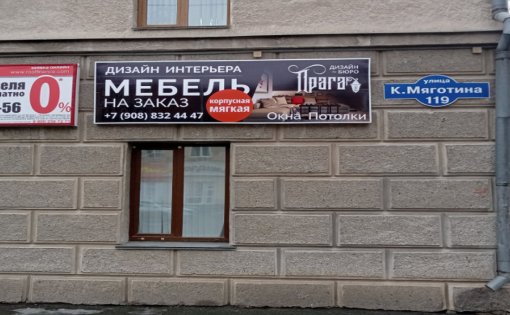 ДИЗАЙН ИНТЕРЬЕРА
МЕБЕЛЬ
НА ЗАКАЗ
+7 (908) 832 44 47
корпусная
мягкая
ДИЗАЙН
БЮРО
Прага
Окна Потолки
улица
К. Мяготина
119
0%
-56